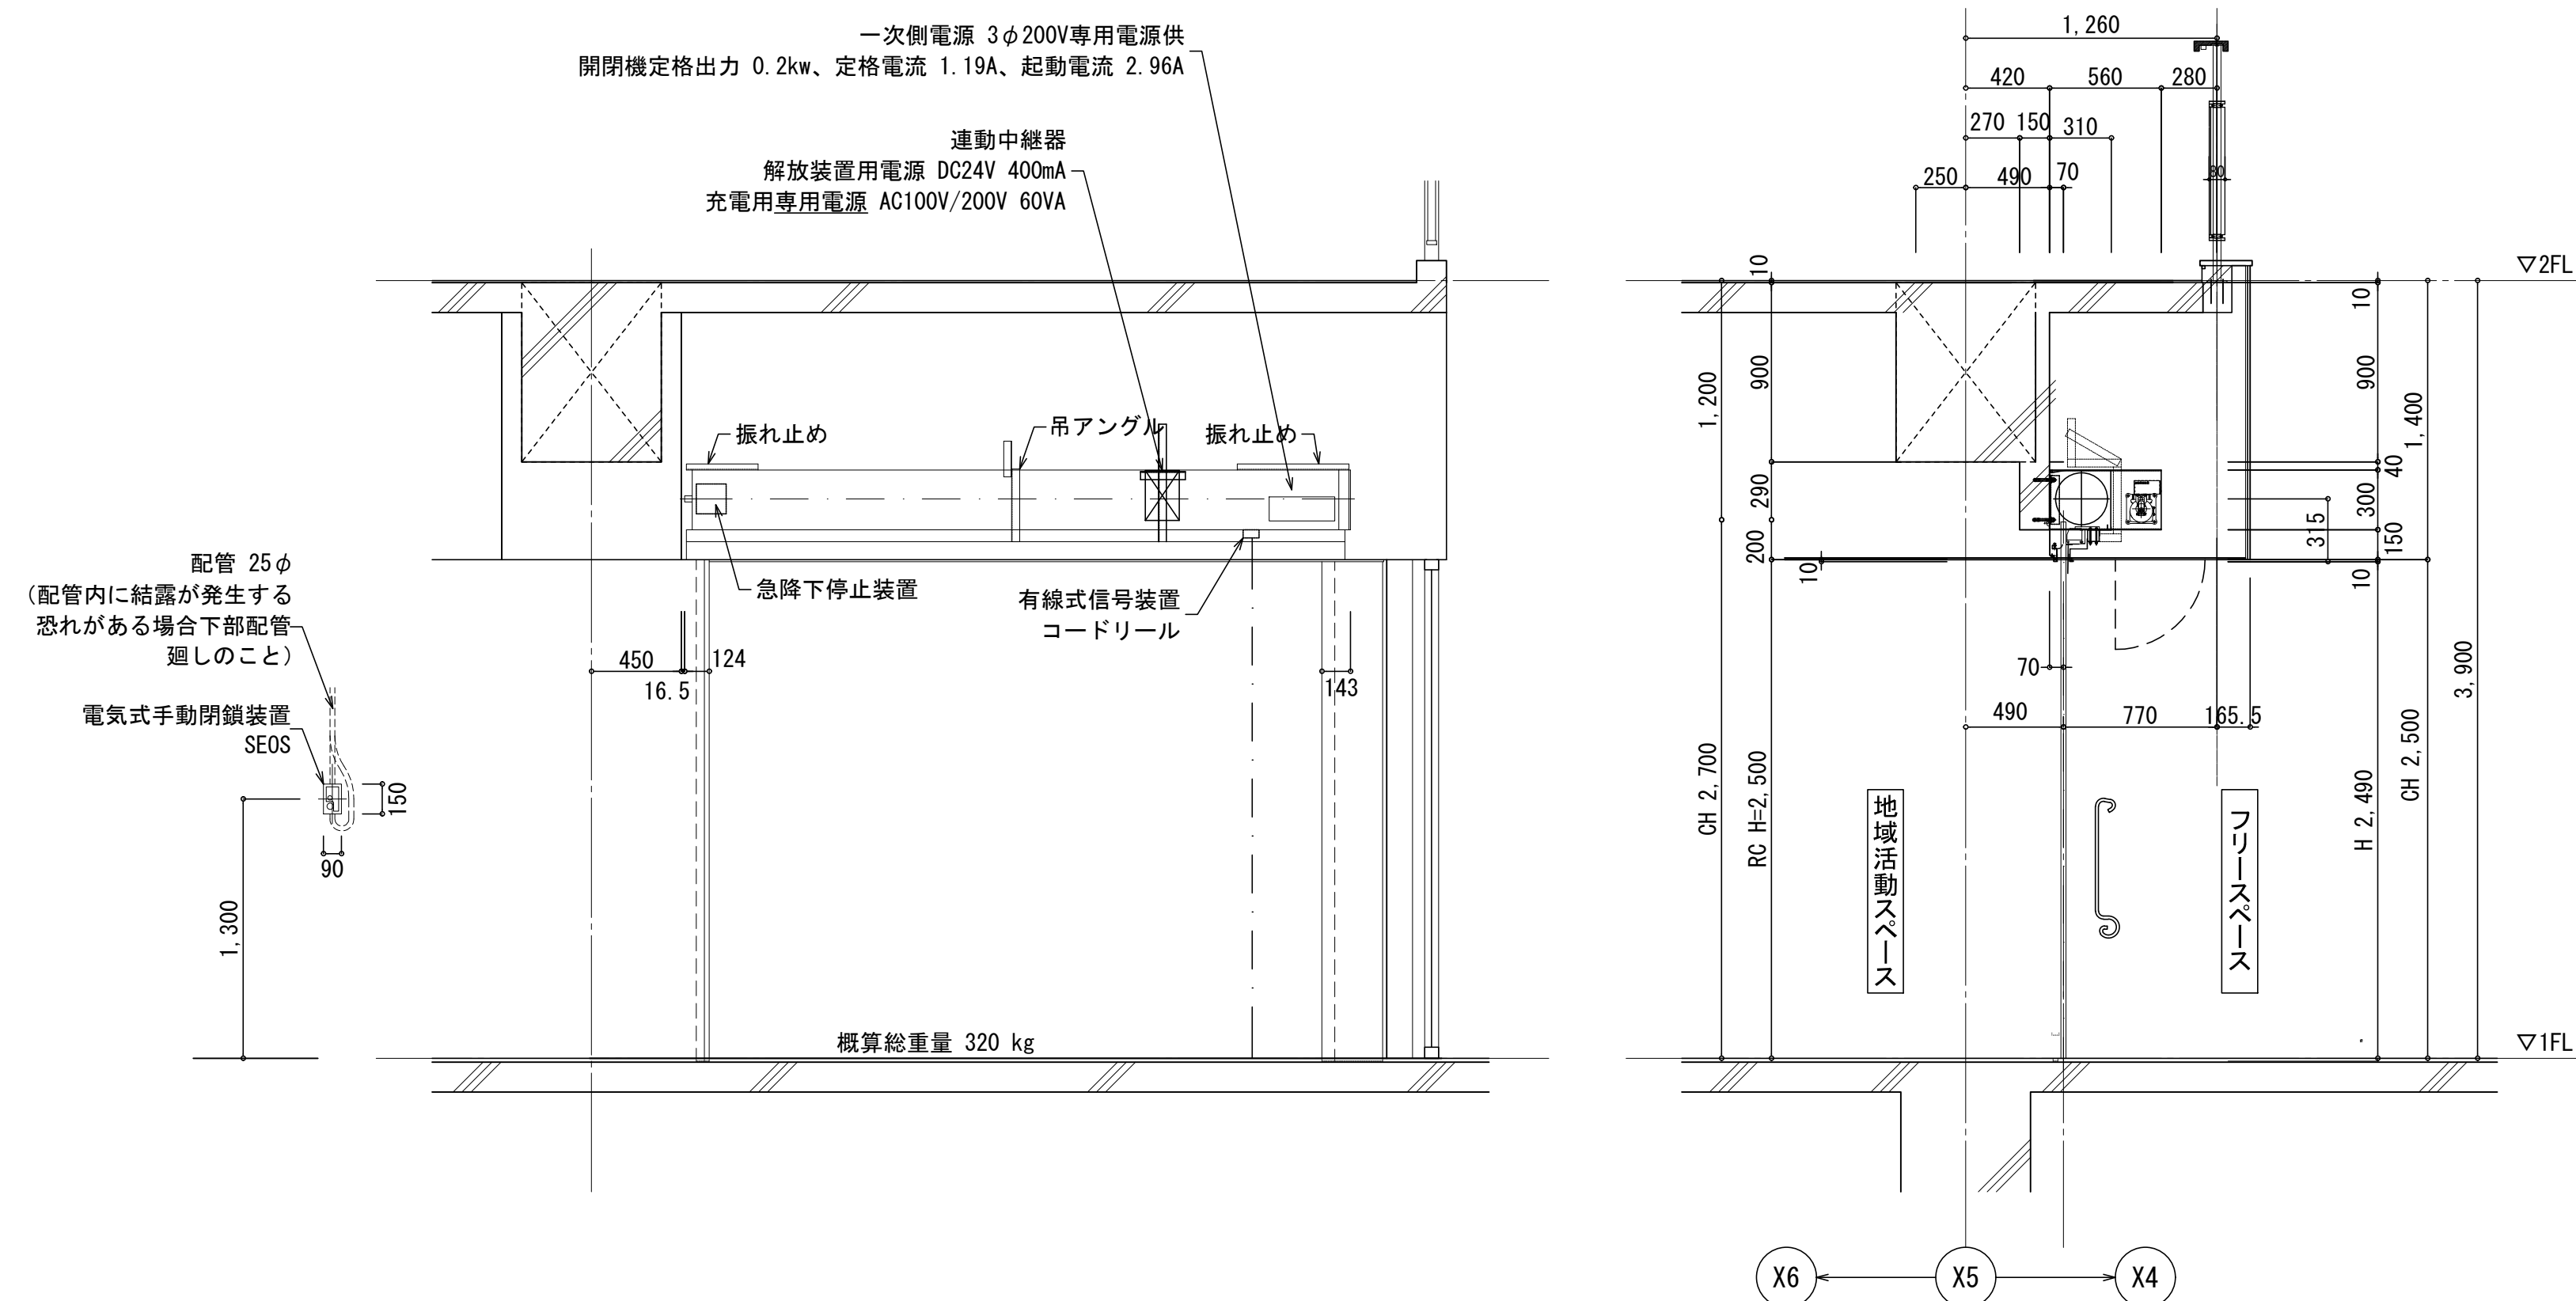 一次側電源 3φ200V専用電源供
開閉機定格出力 0.2kw、定格電流 1.19A、起動電流 2.96A
連動中継器
解放装置用電源 DC24V 400mA
充電用専用電源 AC100V/200V 60VA
振れ止め
吊アングル
振れ止め
急降下停止装置
有線式信号装置
コードリール
配管 25φ
（配管内に結露が発生する
恐れがある場合下部配管
廻しのこと）
電気式手動閉鎖装置
SEOS
150
90
1,300
450
16.5
124
143
概算総重量 320 kg
1,260
420
560
280
270
150
310
250
490
70
80
▽2FL
10
1,200
900
290
200
10
CH 2,700
RC H=2,500
10
900
1,400
40
300
315
150
10
3,900
70
490
770
165.5
CH 2,500
H 2,490
地域活動スペース
フリースペース
▽1FL
X6
X5
X4